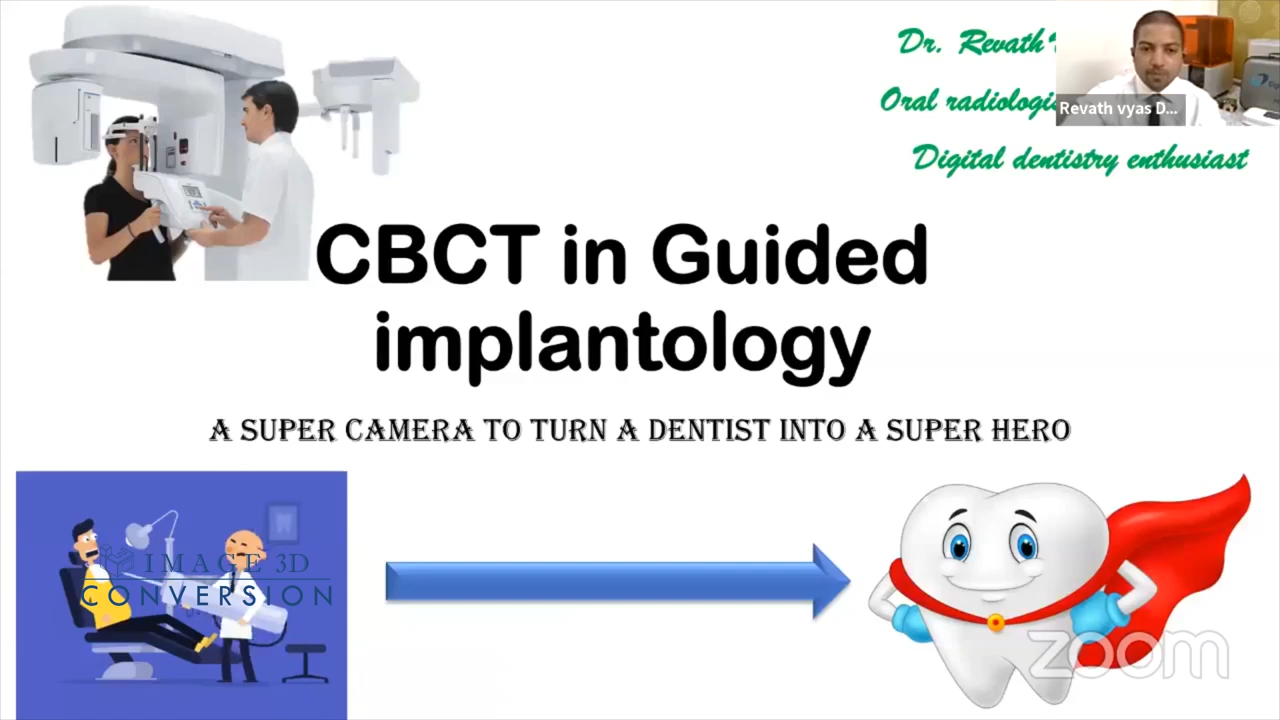 Dr. Revath
Oral radiologi
Revath vyas D...
Digital dentistry enthusiast
CBCT in Guided
implantology
A SUPER CAMERA TO TURN A DENTIST INTO A SUPER HERO
IMAGE 3D
CONVERSION
zoom